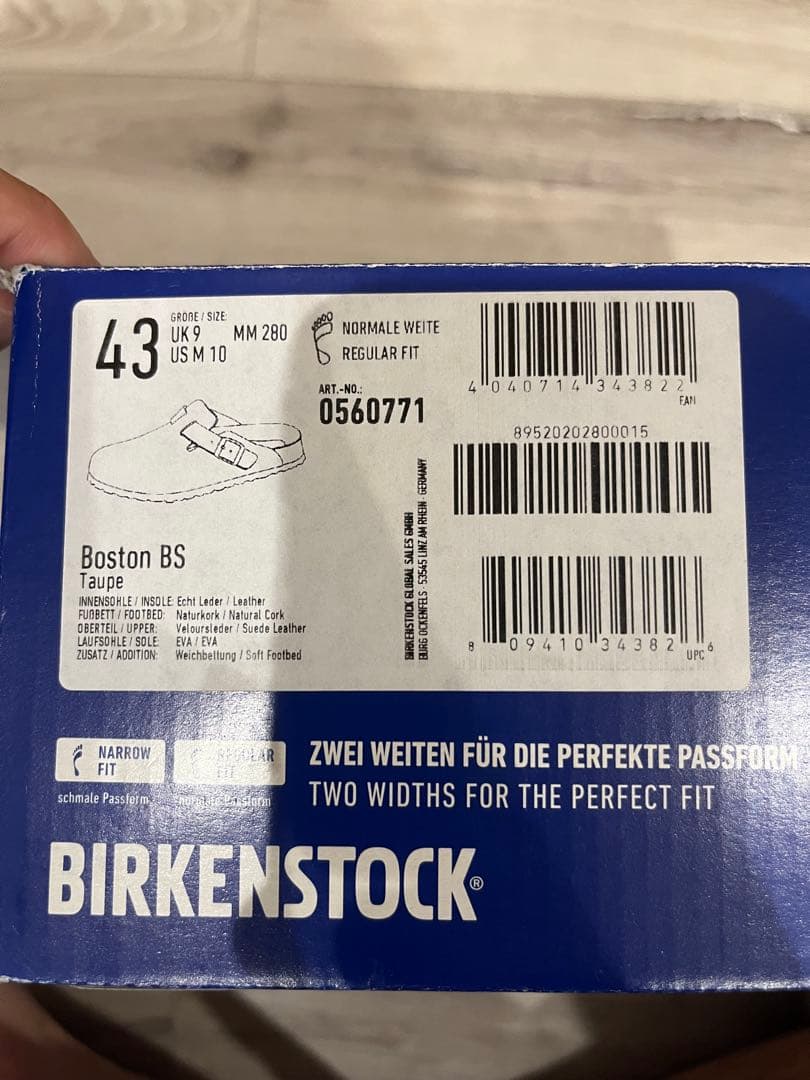 43
GRÖßE / SIZE:
UK 9 MM 280
US M 10
NORMALE WEITE
REGULAR FIT
ART.-NO.:
0560771
4 040714 343822
EAN
89520202800015
8 09410 34382 6
UPC
BIRKENSTOCK GLOBAL SALES GMBH
BURG OCKENFELS - 53545 LINZ AM RHEIN - GERMANY
Boston BS
Taupe
INNENSOHLE / INSOLE: Echt Leder / Leather
FUßBETT / FOOTBED: Naturkork / Natural Cork
OBERTEIL / UPPER: Veloursleder / Suede Leather
LAUFSOHLE / SOLE: EVA / EVA
ZUSATZ / ADDITION: Weichbettung / Soft Footbed
NARROW
FIT
schmale Passform
REGULAR
FIT
normale Passform
ZWEI WEITEN FÜR DIE PERFEKTE PASSFORM
TWO WIDTHS FOR THE PERFECT FIT
BIRKENSTOCK®